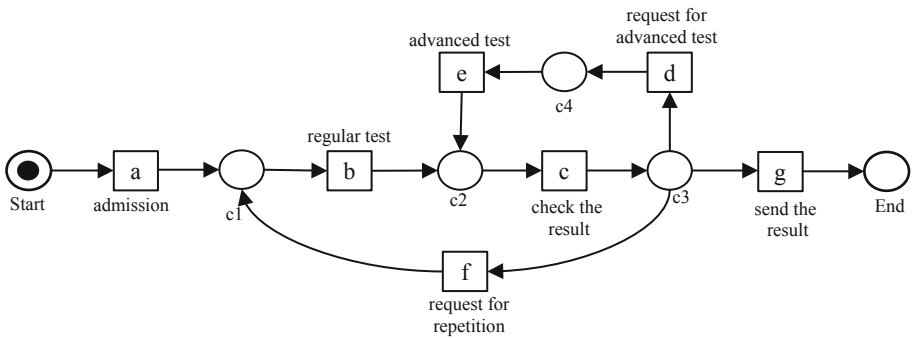 request for
advanced test
advanced test
e
d
c4
regular test
a
b
c
g
Start
admission
c1
c2
check the
result
c3
send the
result
End
f
request for
repetition